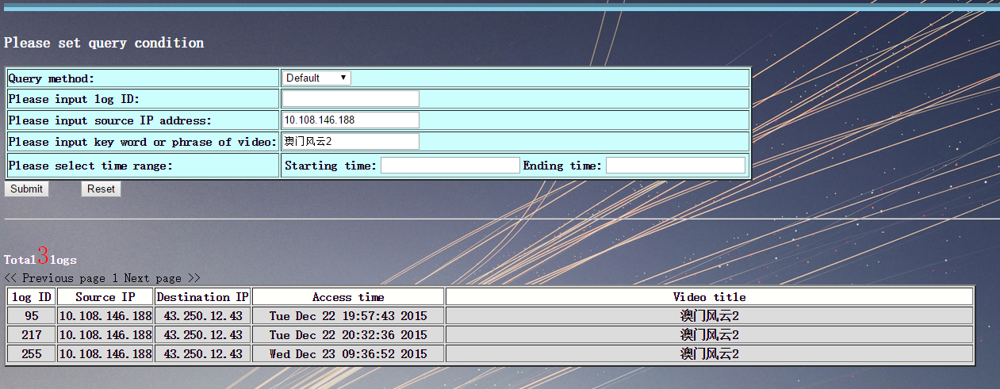 Please set query condition
Query method: Default
Please input log ID:
Please input source IP address: 10.108.146.188
Please input key word or phrase of video: 澳门风云2
Please select time range: Starting time: Ending time:
Submit Reset
Total 3 logs
<< Previous page 1 Next page >>
log ID Source IP Destination IP Access time Video title
95 10.108.146.188 43.250.12.43 Tue Dec 22 19:57:43 2015 澳门风云2
217 10.108.146.188 43.250.12.43 Tue Dec 22 20:32:36 2015 澳门风云2
255 10.108.146.188 43.250.12.43 Wed Dec 23 09:36:52 2015 澳门风云2